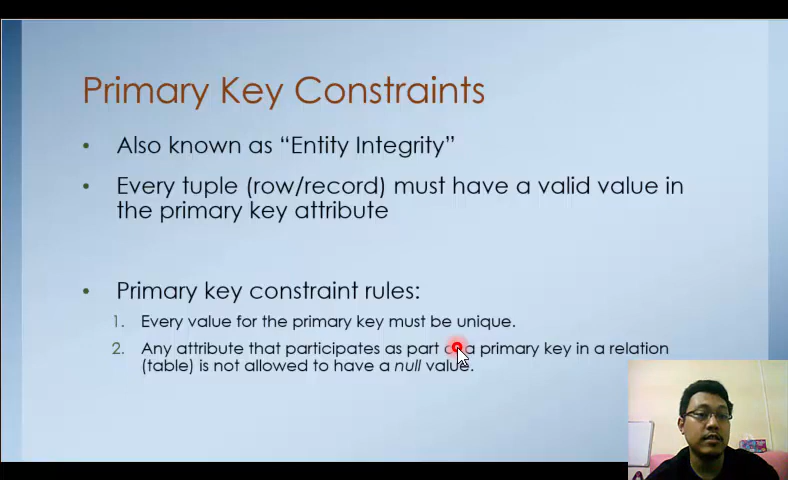 Primary Key Constraints
• Also known as “Entity Integrity”
• Every tuple (row/record) must have a valid value in
the primary key attribute
• Primary key constraint rules:
1. Every value for the primary key must be unique.
2. Any attribute that participates as part a primary key in a relation
(table) is not allowed to have a null value.